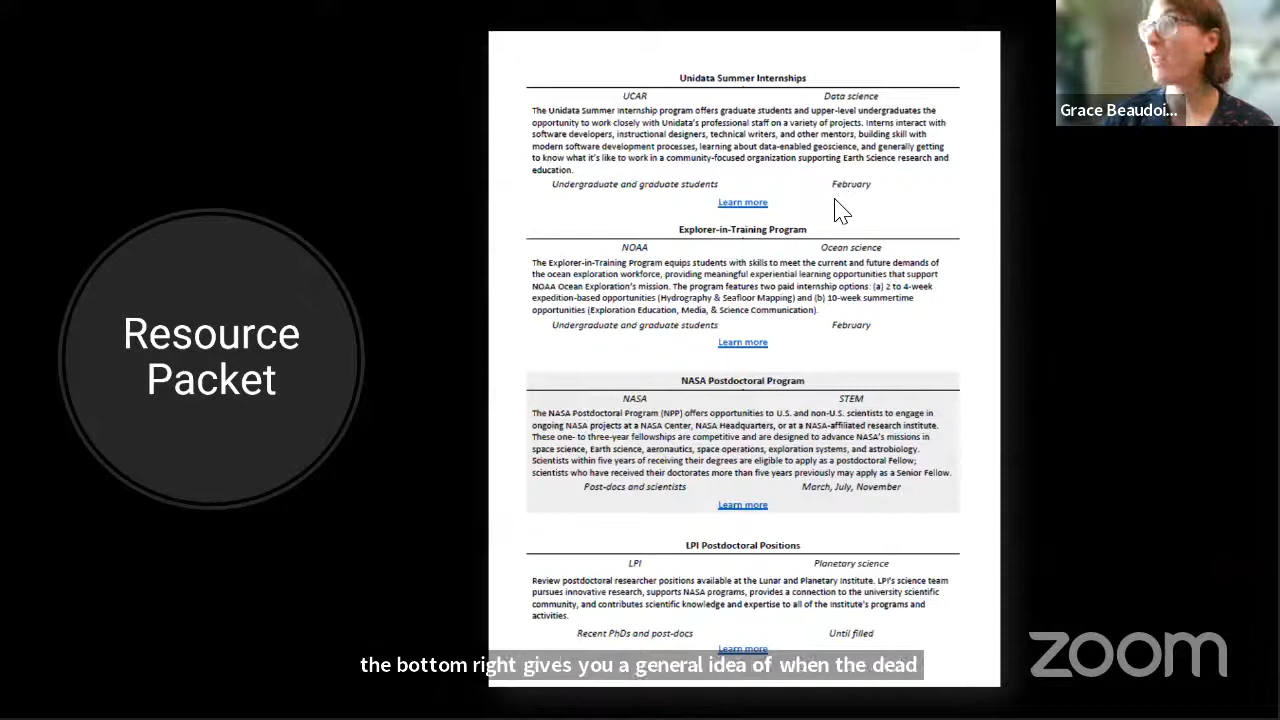 Resource
Packet
Unidata Summer Internships
UCAR Data science
The Unidata Summer Internship program offers graduate students and upper-level undergraduates the
opportunity to work closely with Unidata's professional staff on a variety of projects. Interns interact with
software developers, instructional designers, technical writers, and other mentors, building skill with
modern software development processes, learning about data-enabled geoscience, and generally getting
to know what it's like to work in a community-focused organization supporting Earth Science research and
education.
Undergraduate and graduate students February
Learn more
Explorer-in-Training Program
NOAA Ocean science
The Explorer-in-Training Program equips students with skills to meet the current and future demands of
the ocean exploration workforce, providing meaningful experiential learning opportunities that support
NOAA Ocean Exploration's mission. The program features two paid internship options: (a) 2 to 4-week
expedition-based opportunities (Hydrography & Seafloor Mapping) and (b) 10-week summertime
opportunities (Exploration Education, Media, & Science Communication).
Undergraduate and graduate students February
Learn more
NASA Postdoctoral Program
NASA STEM
The NASA Postdoctoral Program (NPP) offers opportunities to U.S. and non-U.S. scientists to engage in
ongoing NASA projects at a NASA Center, NASA Headquarters, or at a NASA-affiliated research institute.
These one- to three-year fellowships are competitive and are designed to advance NASA's missions in
space science, Earth science, aeronautics, space operations, exploration systems, and astrobiology.
Scientists within five years of receiving their degrees are eligible to apply as a postdoctoral Fellow;
scientists who have received their doctorates more than five years previously may apply as a Senior Fellow.
Post-docs and scientists March, July, November
Learn more
LPI Postdoctoral Positions
LPI Planetary science
Review postdoctoral researcher positions available at the Lunar and Planetary Institute. LPI's science team
pursues innovative research, supports NASA programs, provides a connection to the university scientific
community, and contributes scientific knowledge and expertise to all of the Institute's programs and
activities.
Recent PhDs and post-docs Until filled
Learn more
the bottom right gives you a general idea of when the dead
Grace Beaudoi...
zoom